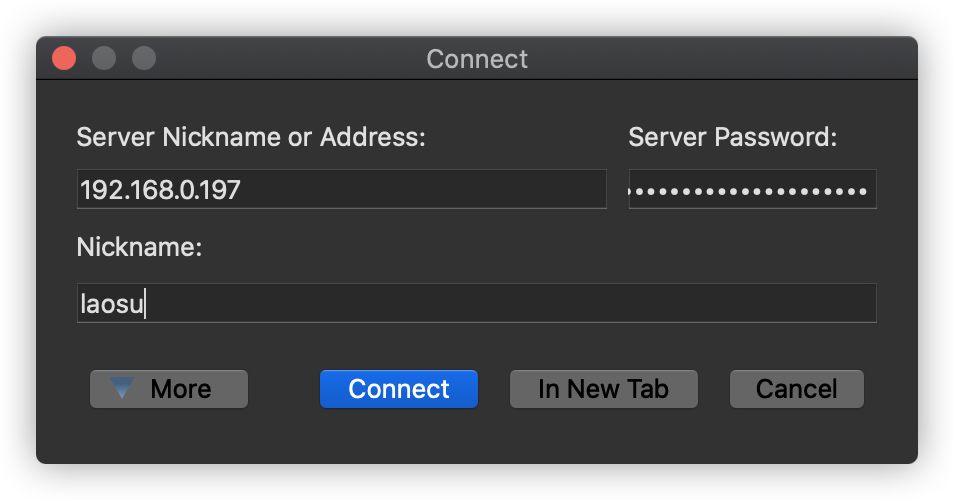 Connect
Server Nickname or Address:
Server Password:
192.168.0.197
••••••••••••••••••••
Nickname:
laosu
More
Connect
In New Tab
Cancel